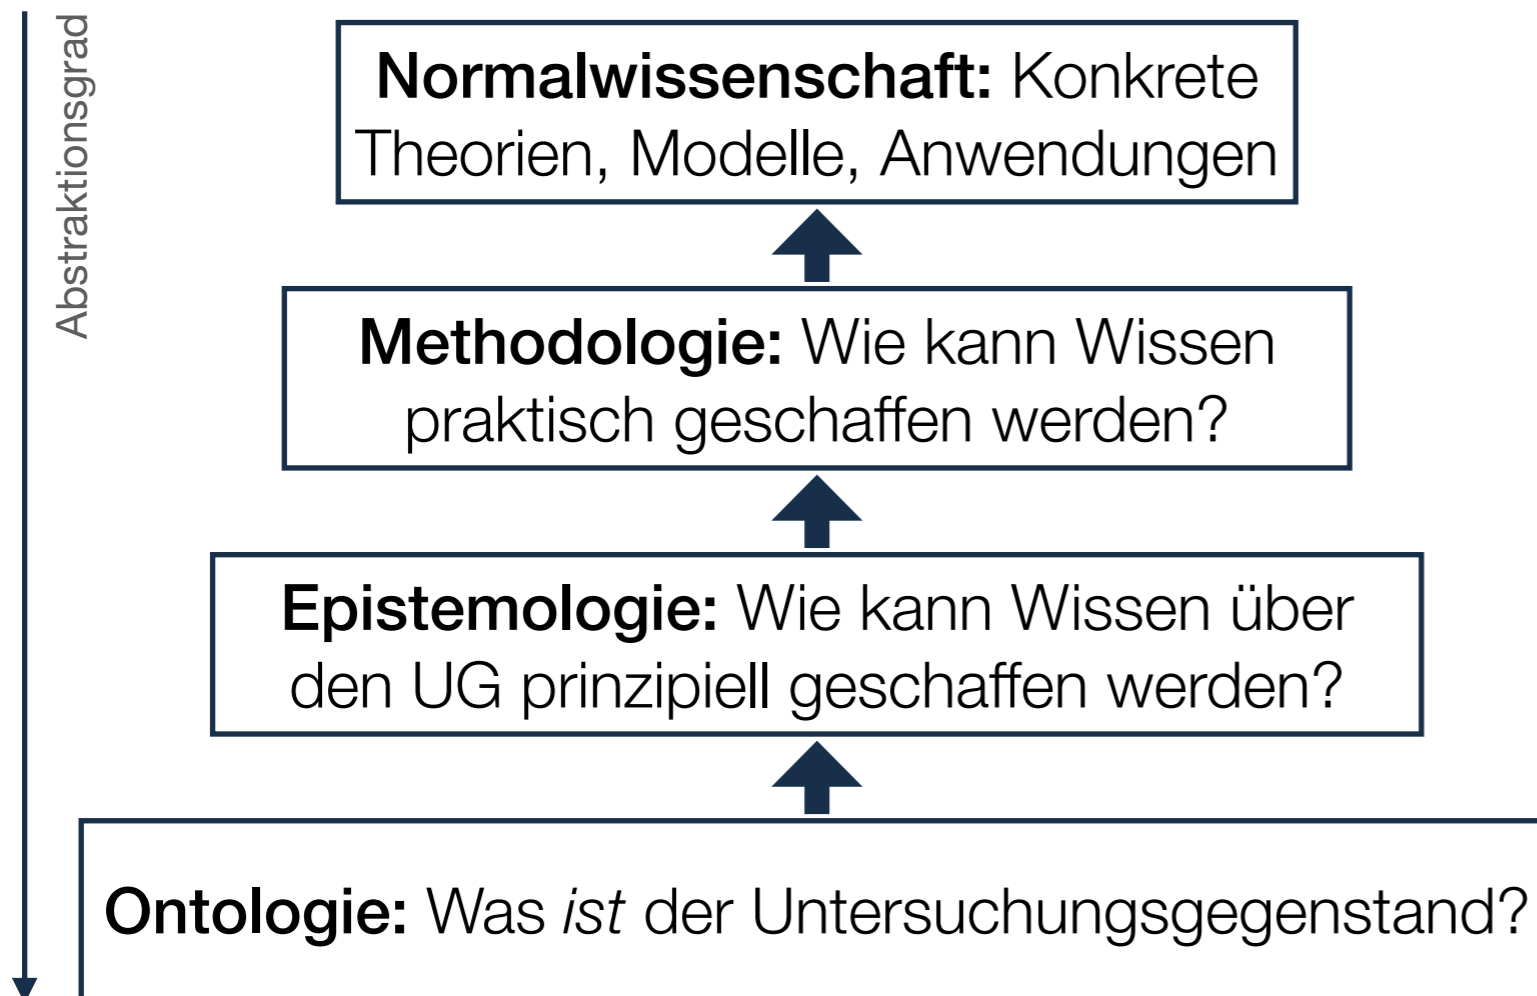 Abstraktionsgrad
Normalwissenschaft: Konkrete
Theorien, Modelle, Anwendungen
Methodologie: Wie kann Wissen
praktisch geschaffen werden?
Epistemologie: Wie kann Wissen über
den UG prinzipiell geschaffen werden?
Ontologie: Was ist der Untersuchungsgegenstand?